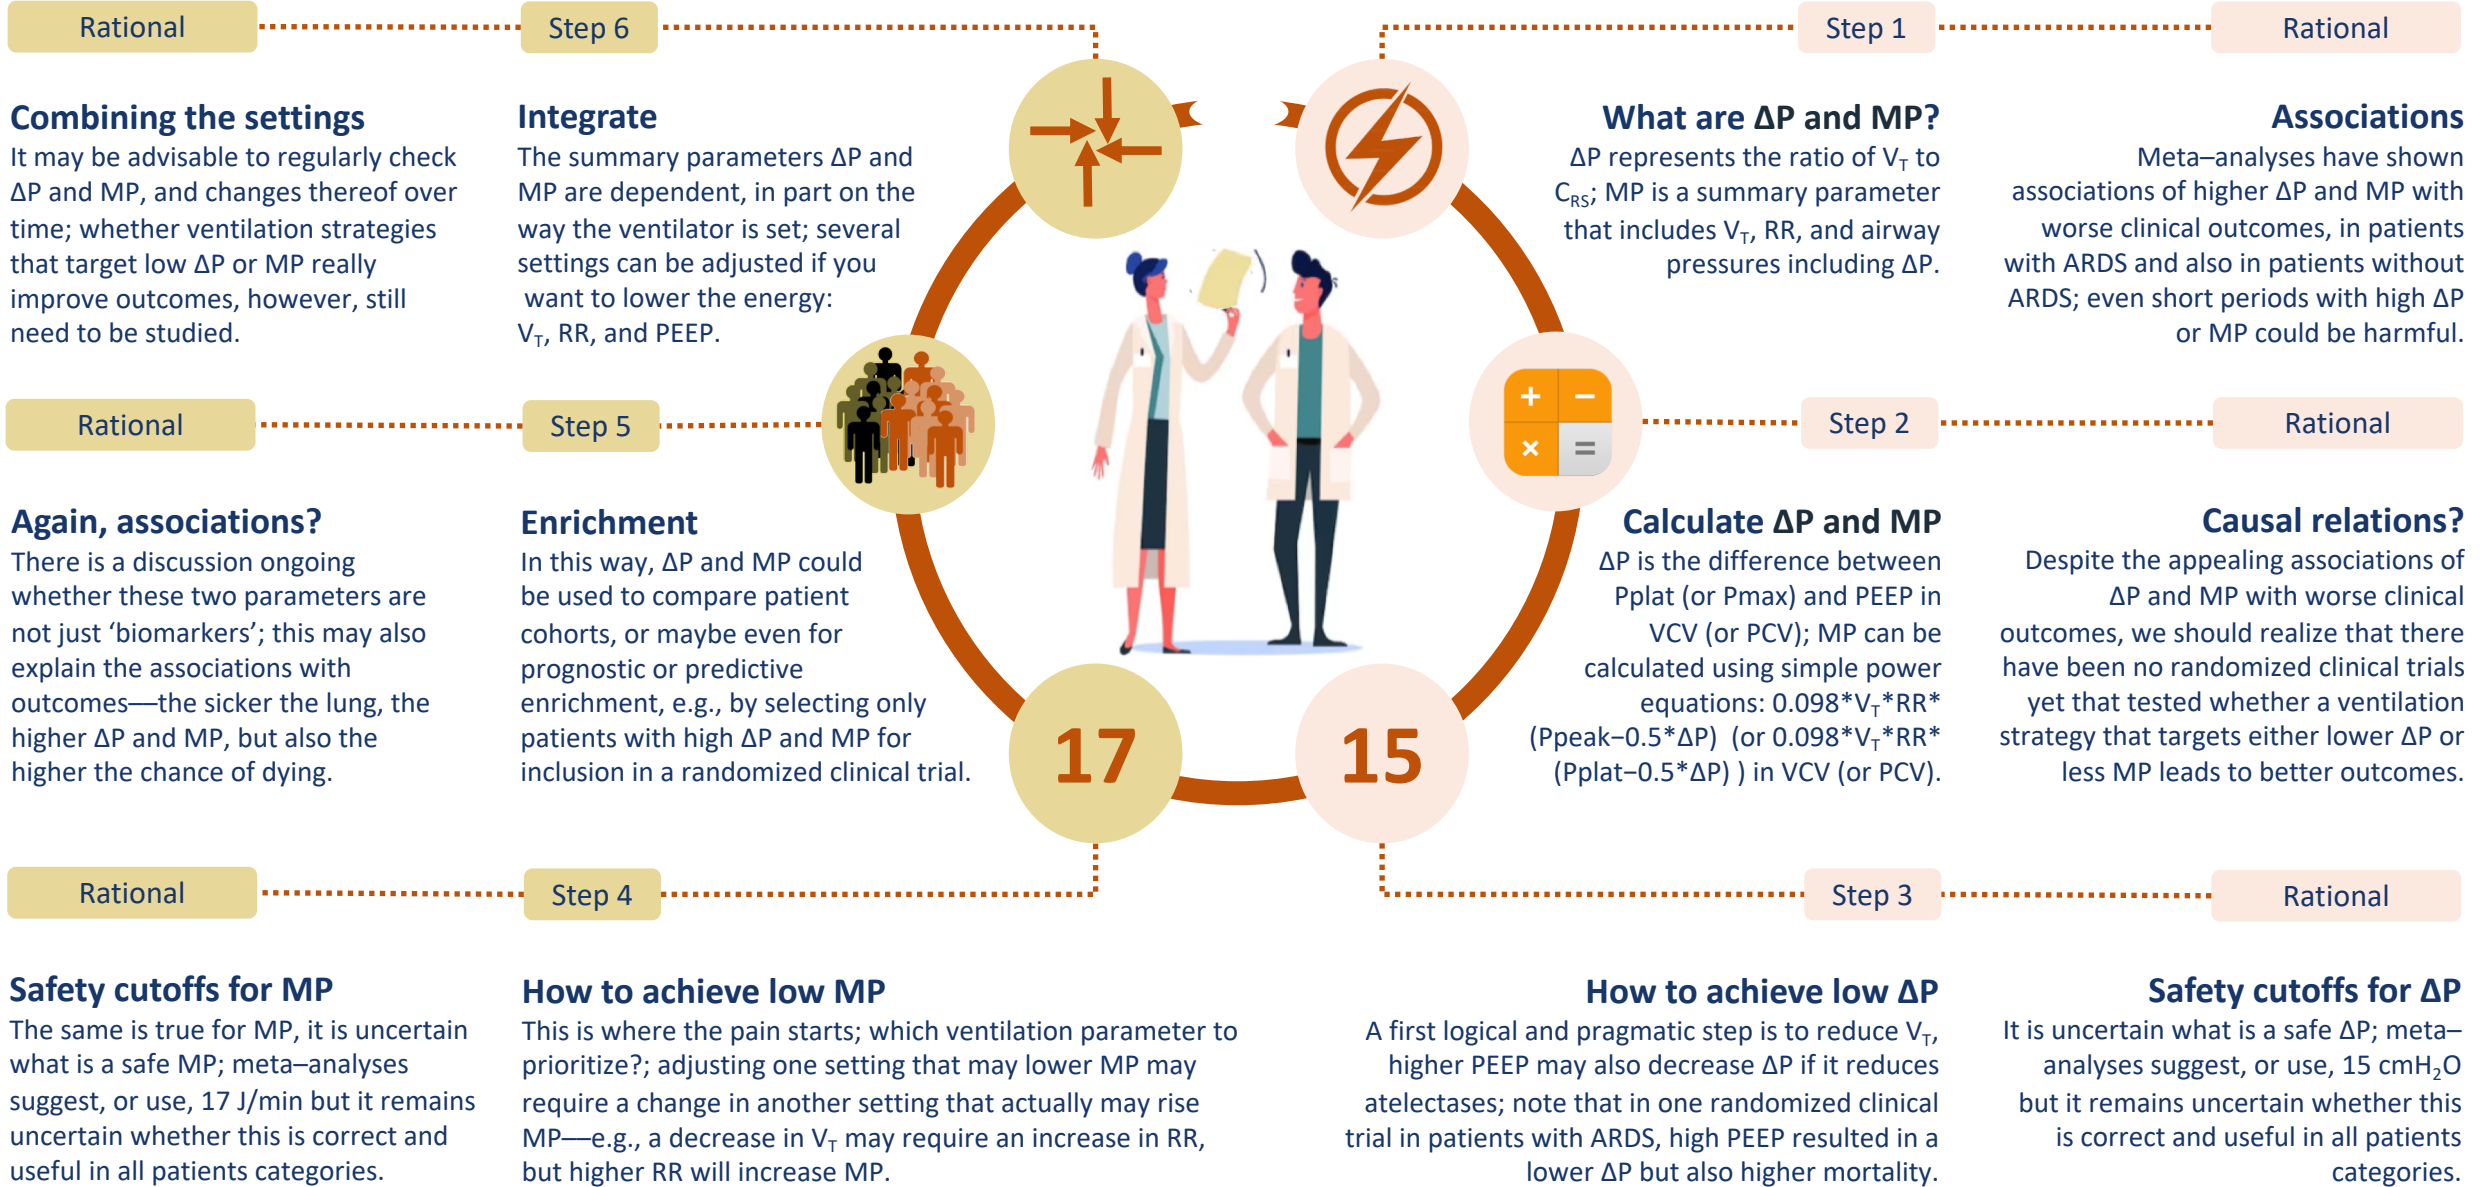 Rational
Step 6
Step 1
Rational
Combining the settings
It may be advisable to regularly check
ΔP and MP, and changes thereof over
time; whether ventilation strategies
that target low ΔP or MP really
improve outcomes, however, still
need to be studied.
Integrate
The summary parameters ΔP and
MP are dependent, in part on the
way the ventilator is set; several
settings can be adjusted if you
want to lower the energy:
V_T, RR, and PEEP.
What are ΔP and MP?
ΔP represents the ratio of V_T to
C_RS; MP is a summary parameter
that includes V_T, RR, and airway
pressures including ΔP.
Associations
Meta–analyses have shown
associations of higher ΔP and MP with
worse clinical outcomes, in patients
with ARDS and also in patients without
ARDS; even short periods with high ΔP
or MP could be harmful.
Rational
Step 5
+ −
× =
Step 2
Rational
Again, associations?
There is a discussion ongoing
whether these two parameters are
not just ‘biomarkers’; this may also
explain the associations with
outcomes––the sicker the lung, the
higher ΔP and MP, but also the
higher the chance of dying.
Enrichment
In this way, ΔP and MP could
be used to compare patient
cohorts, or maybe even for
prognostic or predictive
enrichment, e.g., by selecting only
patients with high ΔP and MP for
inclusion in a randomized clinical trial.
17
15
Calculate ΔP and MP
ΔP is the difference between
Pplat (or Pmax) and PEEP in
VCV (or PCV); MP can be
calculated using simple power
equations: 0.098*V_T*RR*
(Ppeak−0.5*ΔP) (or 0.098*V_T*RR*
(Pplat−0.5*ΔP) ) in VCV (or PCV).
Causal relations?
Despite the appealing associations of
ΔP and MP with worse clinical
outcomes, we should realize that there
have been no randomized clinical trials
yet that tested whether a ventilation
strategy that targets either lower ΔP or
less MP leads to better outcomes.
Rational
Step 4
Step 3
Rational
Safety cutoffs for MP
The same is true for MP, it is uncertain
what is a safe MP; meta–analyses
suggest, or use, 17 J/min but it remains
uncertain whether this is correct and
useful in all patients categories.
How to achieve low MP
This is where the pain starts; which ventilation parameter to
prioritize?; adjusting one setting that may lower MP may
require a change in another setting that actually may rise
MP––e.g., a decrease in V_T may require an increase in RR,
but higher RR will increase MP.
How to achieve low ΔP
A first logical and pragmatic step is to reduce V_T,
higher PEEP may also decrease ΔP if it reduces
atelectases; note that in one randomized clinical
trial in patients with ARDS, high PEEP resulted in a
lower ΔP but also higher mortality.
Safety cutoffs for ΔP
It is uncertain what is a safe ΔP; meta–
analyses suggest, or use, 15 cmH₂O
but it remains uncertain whether this
is correct and useful in all patients
categories.